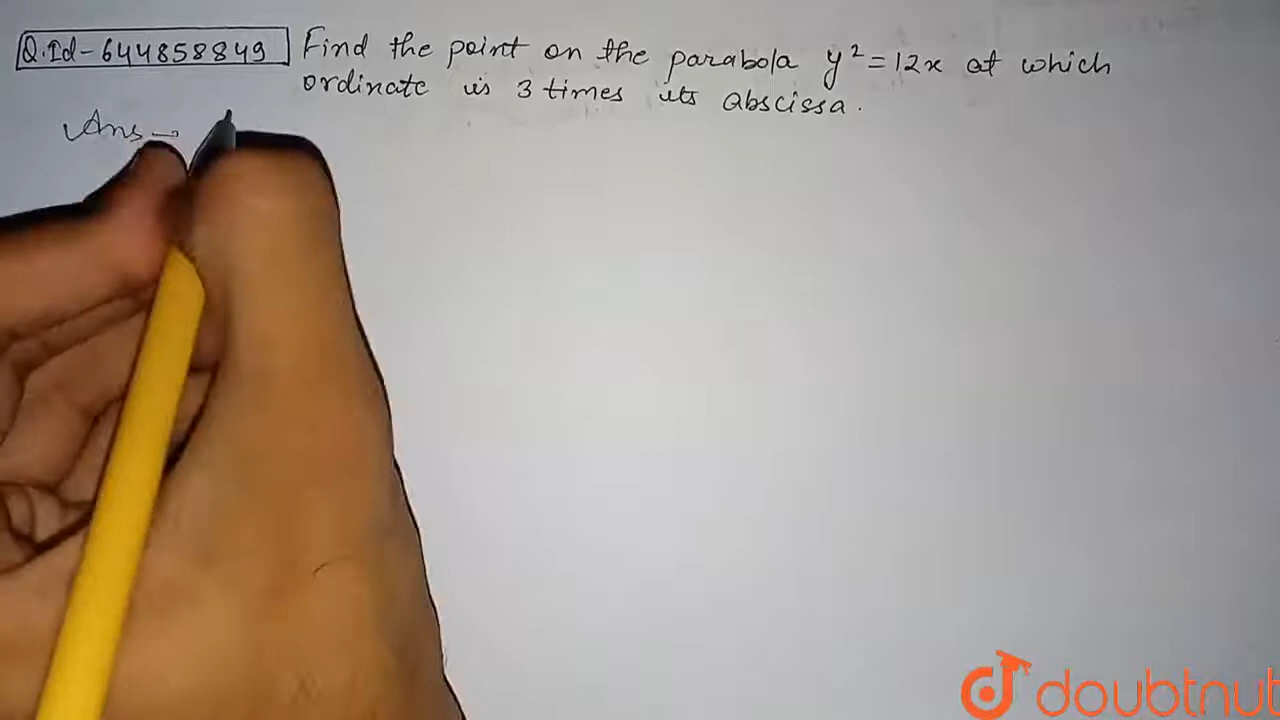 Q.Id-644858849 Find the point on the parabola y² = 12x at which
ordinate is 3 times its abscissa.
Ans →
doubtnut